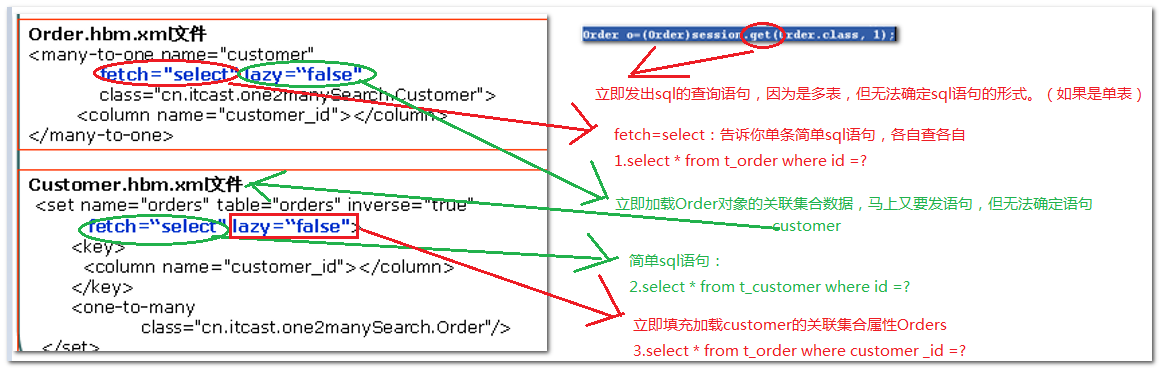 Order.hbm.xml文件
<many-to-one name="customer"
fetch="select" lazy=“false"
class="cn.itcast.one2manySearch.Customer">
<column name="customer_id"></column>
</many-to-one>
Customer.hbm.xml文件
<set name="orders" table="orders" inverse="true"
fetch=“select" lazy=“false">
<key>
<column name="customer_id"></column>
</key>
<one-to-many
class="cn.itcast.one2manySearch.Order"/>
</set>
Order o=(Order)session.get(Order.class, 1);
立即发出sql的查询语句，因为是多表，但无法确定sql语句的形式。（如果是单表）
fetch=select：告诉你单条简单sql语句，各自查各自
1.select * from t_order where id =?
立即加载Order对象的关联集合数据，马上又要发语句，但无法确定语句
customer
简单sql语句：
2.select * from t_customer where id =?
立即填充加载customer的关联集合属性Orders
3.select * from t_order where customer _id =?